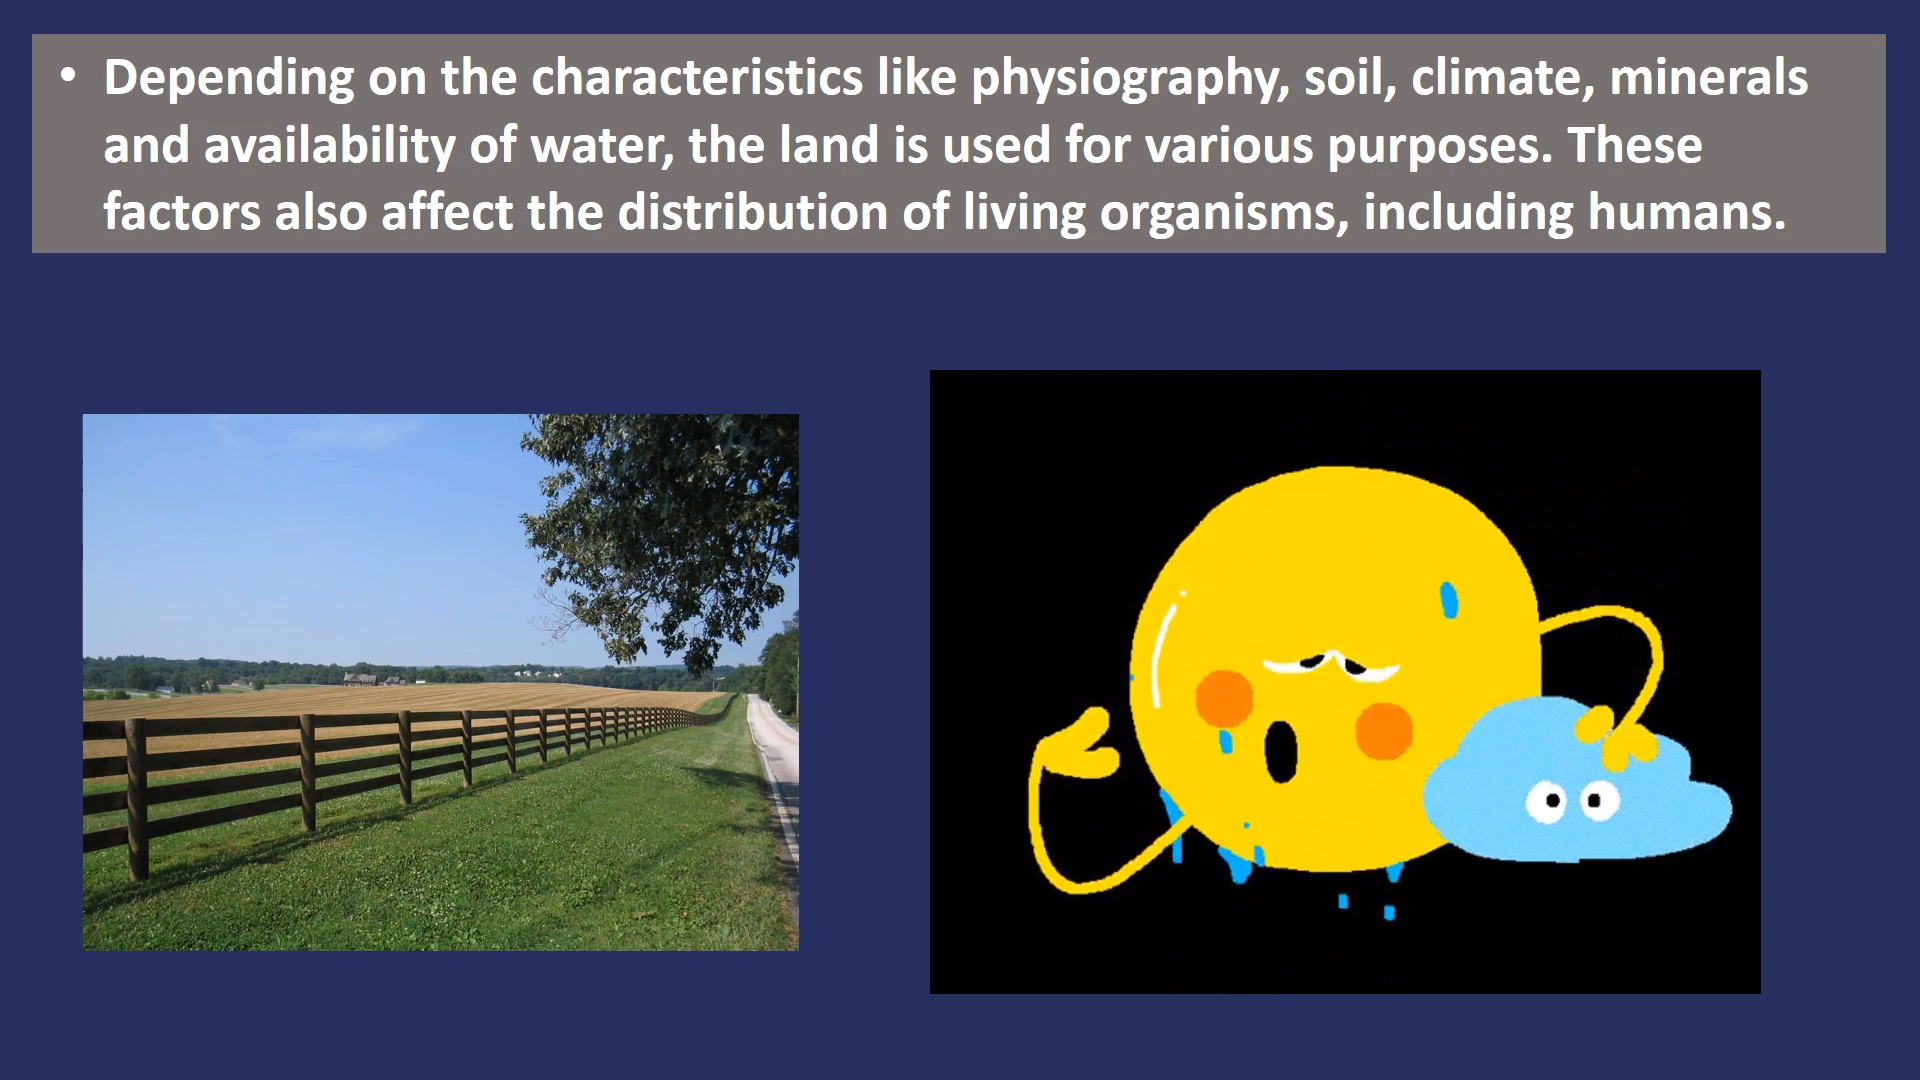 • Depending on the characteristics like physiography, soil, climate, minerals
and availability of water, the land is used for various purposes. These
factors also affect the distribution of living organisms, including humans.